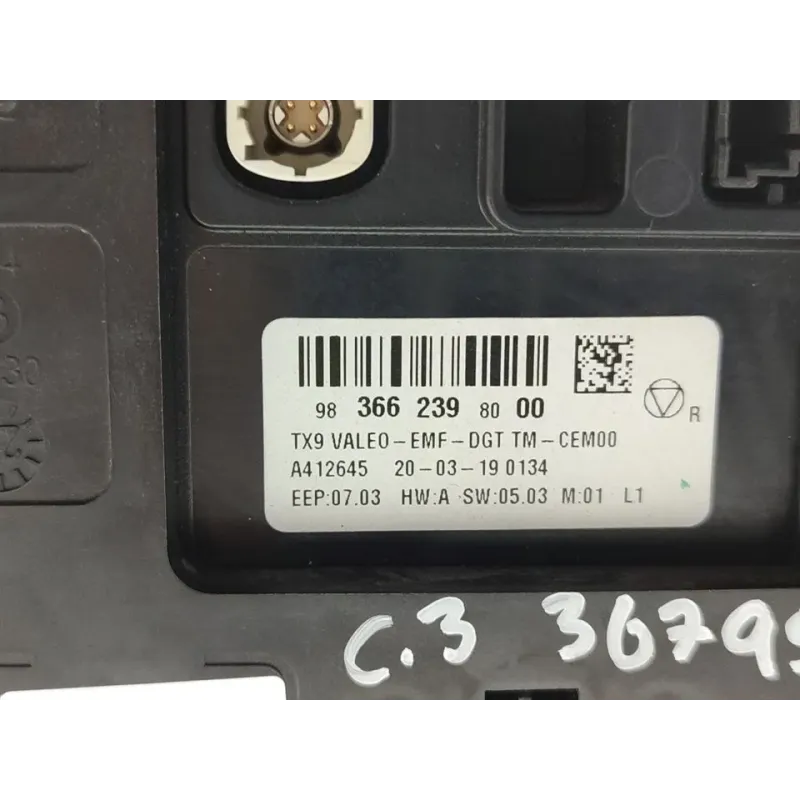 98 366 239 80 00
R
TX9 VALEO-EMF-DGT TM-CEM00
A412645 20-03-19 0134
EEP:07.03 HW:A SW:05.03 M:01 L1
C.3
30